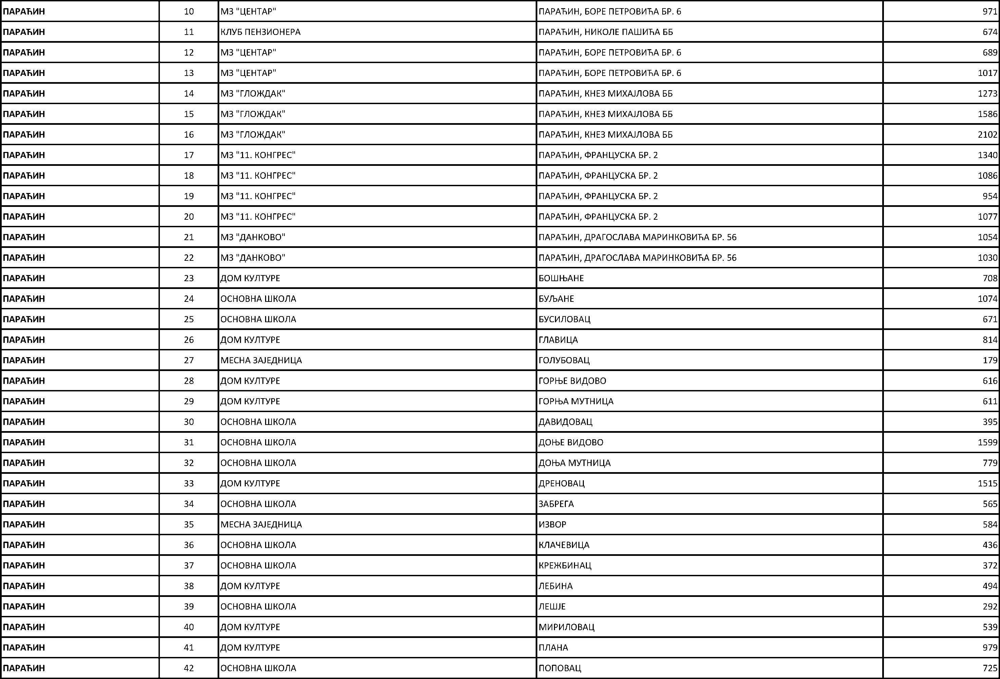 ПАРАЋИН 10 МЗ "ЦЕНТАР" ПАРАЋИН, БОРЕ ПЕТРОВИЋА БР. 6 971
ПАРАЋИН 11 КЛУБ ПЕНЗИОНЕРА ПАРАЋИН, НИКОЛЕ ПАШИЋА ББ 674
ПАРАЋИН 12 МЗ "ЦЕНТАР" ПАРАЋИН, БОРЕ ПЕТРОВИЋА БР. 6 689
ПАРАЋИН 13 МЗ "ЦЕНТАР" ПАРАЋИН, БОРЕ ПЕТРОВИЋА БР. 6 1017
ПАРАЋИН 14 МЗ "ГЛОЖДАК" ПАРАЋИН, КНЕЗ МИХАЈЛОВА ББ 1273
ПАРАЋИН 15 МЗ "ГЛОЖДАК" ПАРАЋИН, КНЕЗ МИХАЈЛОВА ББ 1586
ПАРАЋИН 16 МЗ "ГЛОЖДАК" ПАРАЋИН, КНЕЗ МИХАЈЛОВА ББ 2102
ПАРАЋИН 17 МЗ "11. КОНГРЕС" ПАРАЋИН, ФРАНЦУСКА БР. 2 1340
ПАРАЋИН 18 МЗ "11. КОНГРЕС" ПАРАЋИН, ФРАНЦУСКА БР. 2 1086
ПАРАЋИН 19 МЗ "11. КОНГРЕС" ПАРАЋИН, ФРАНЦУСКА БР. 2 954
ПАРАЋИН 20 МЗ "11. КОНГРЕС" ПАРАЋИН, ФРАНЦУСКА БР. 2 1077
ПАРАЋИН 21 МЗ "ДАНКОВО" ПАРАЋИН, ДРАГОСЛАВА МАРИНКОВИЋА БР. 56 1054
ПАРАЋИН 22 МЗ "ДАНКОВО" ПАРАЋИН, ДРАГОСЛАВА МАРИНКОВИЋА БР. 56 1030
ПАРАЋИН 23 ДОМ КУЛТУРЕ БОШЊАНЕ 708
ПАРАЋИН 24 ОСНОВНА ШКОЛА БУЉАНЕ 1074
ПАРАЋИН 25 ОСНОВНА ШКОЛА БУСИЛОВАЦ 671
ПАРАЋИН 26 ДОМ КУЛТУРЕ ГЛАВИЦА 814
ПАРАЋИН 27 МЕСНА ЗАЈЕДНИЦА ГОЛУБОВАЦ 179
ПАРАЋИН 28 ДОМ КУЛТУРЕ ГОРЊЕ ВИДОВО 616
ПАРАЋИН 29 ДОМ КУЛТУРЕ ГОРЊА МУТНИЦА 611
ПАРАЋИН 30 ОСНОВНА ШКОЛА ДАВИДОВАЦ 395
ПАРАЋИН 31 ОСНОВНА ШКОЛА ДОЊЕ ВИДОВО 1599
ПАРАЋИН 32 ОСНОВНА ШКОЛА ДОЊА МУТНИЦА 779
ПАРАЋИН 33 ДОМ КУЛТУРЕ ДРЕНОВАЦ 1515
ПАРАЋИН 34 ОСНОВНА ШКОЛА ЗАБРЕГА 565
ПАРАЋИН 35 МЕСНА ЗАЈЕДНИЦА ИЗВОР 584
ПАРАЋИН 36 ОСНОВНА ШКОЛА КЛАЧЕВИЦА 436
ПАРАЋИН 37 ОСНОВНА ШКОЛА КРЕЖБИНАЦ 372
ПАРАЋИН 38 ДОМ КУЛТУРЕ ЛЕБИНА 494
ПАРАЋИН 39 ОСНОВНА ШКОЛА ЛЕШЈЕ 292
ПАРАЋИН 40 ДОМ КУЛТУРЕ МИРИЛОВАЦ 539
ПАРАЋИН 41 ДОМ КУЛТУРЕ ПЛАНА 979
ПАРАЋИН 42 ОСНОВНА ШКОЛА ПОПОВАЦ 725